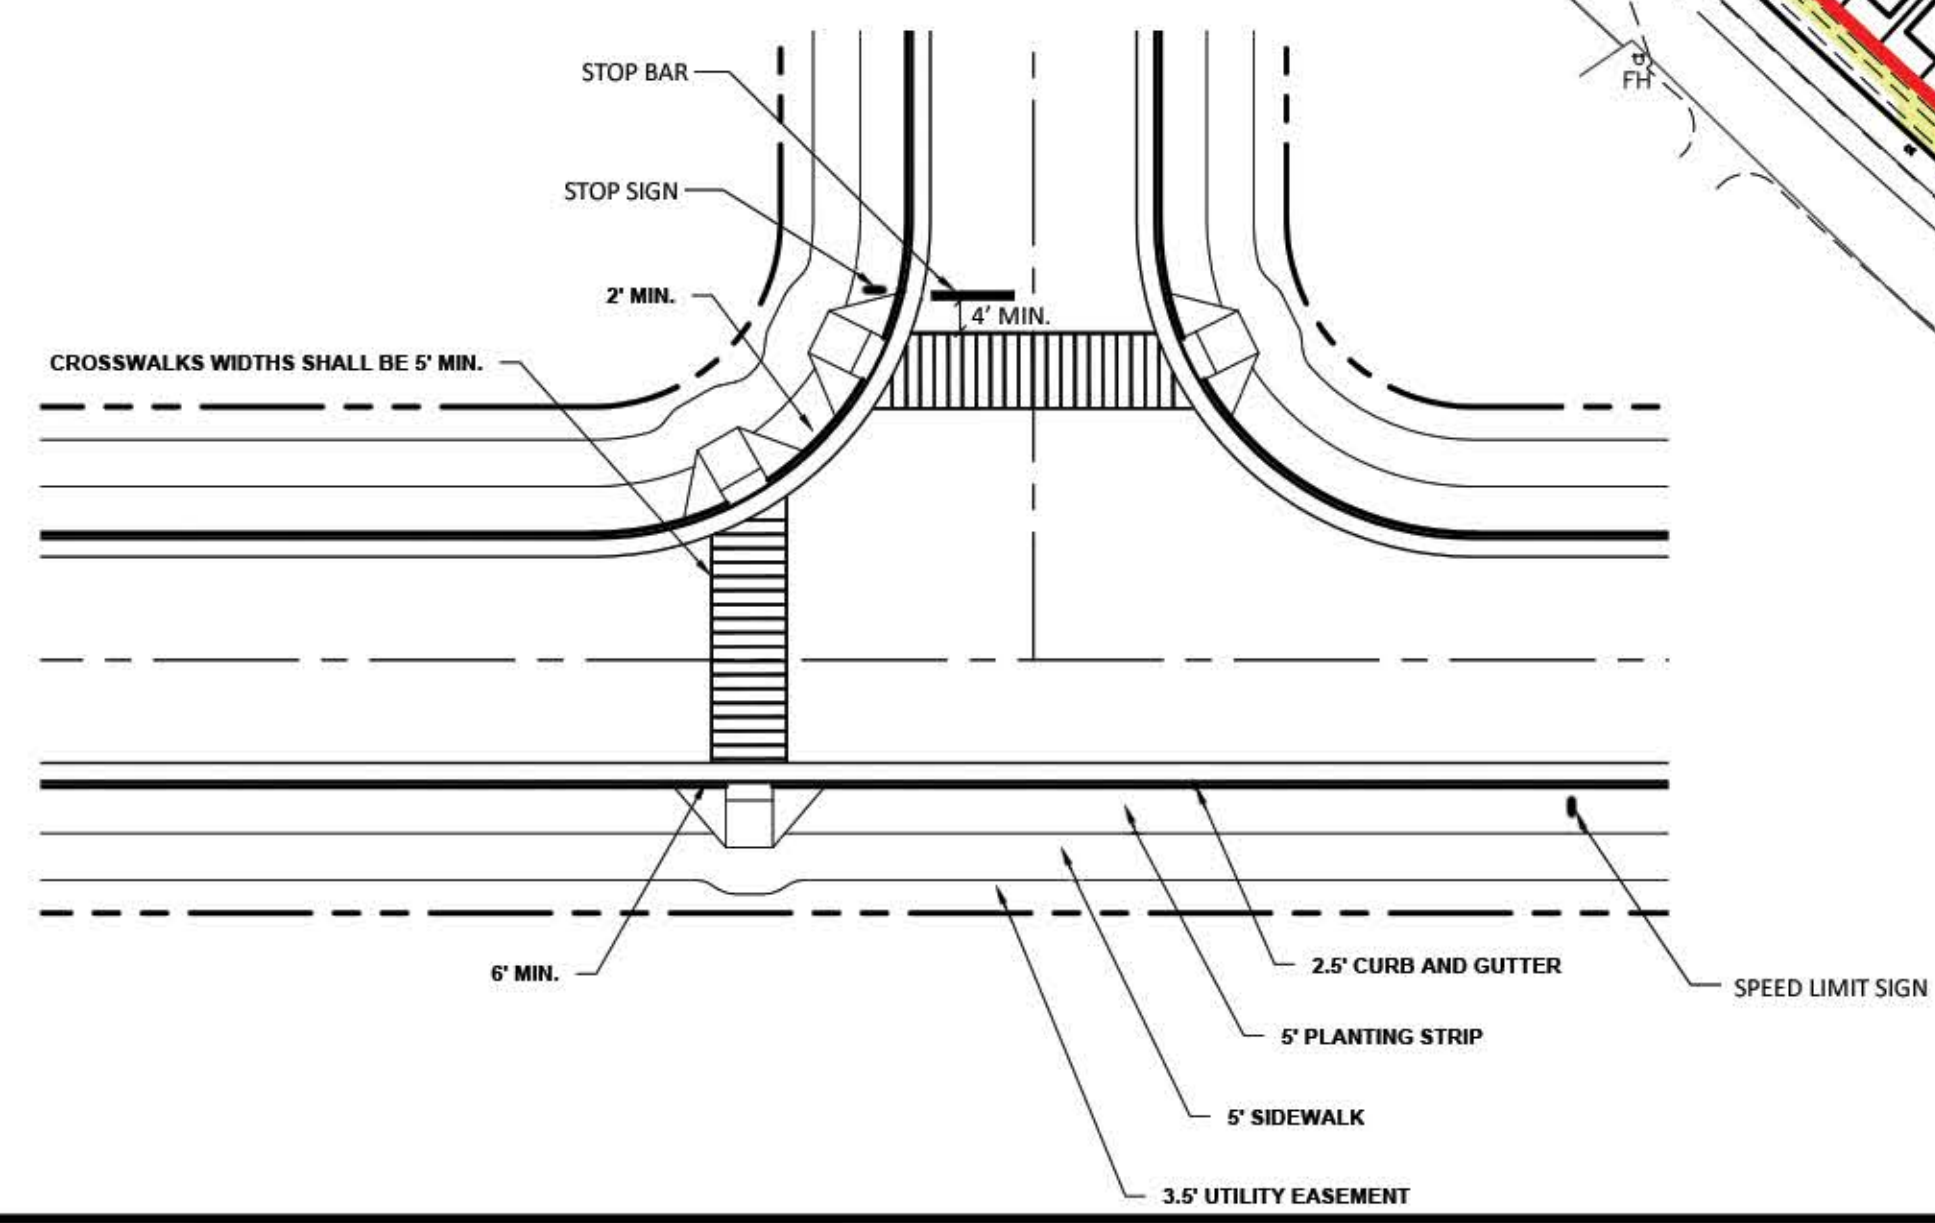 STOP BAR
FH
STOP SIGN
2' MIN.
4' MIN.
CROSSWALKS WIDTHS SHALL BE 5' MIN.
6' MIN.
2.5' CURB AND GUTTER
SPEED LIMIT SIGN
5' PLANTING STRIP
5' SIDEWALK
3.5' UTILITY EASEMENT